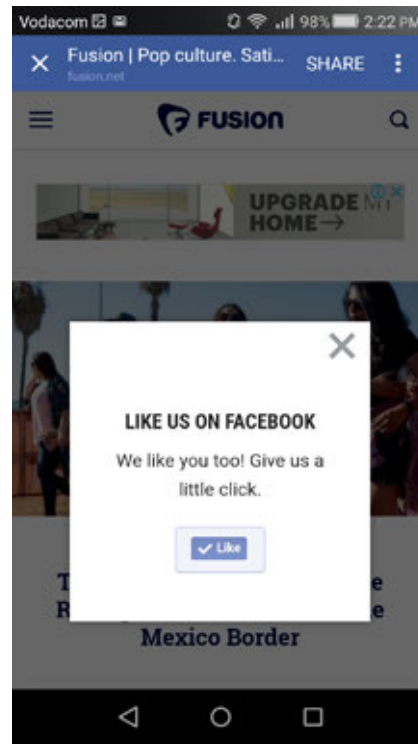 Vodacom 98% 2:22 PM
Fusion | Pop culture. Sati... SHARE
fusion.net
FUSION
UPGRADE MY
HOME→
LIKE US ON FACEBOOK
We like you too! Give us a
little click.
Like
T e
R e
Mexico Border